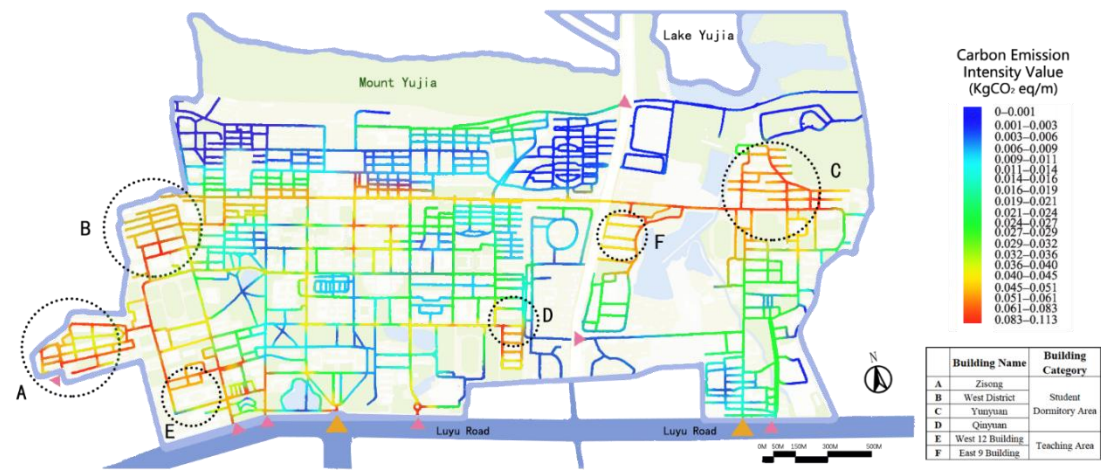 Lake Yujia
Mount Yujia
Carbon Emission
Intensity Value
(KgCO₂ eq/m)
0—0.001
0.001—0.003
0.003—0.006
0.006—0.009
0.009—0.011
0.011—0.014
0.014—0.016
0.016—0.019
0.019—0.021
0.021—0.024
0.024—0.027
0.027—0.029
0.029—0.032
0.032—0.036
0.036—0.040
0.040—0.045
0.045—0.051
0.051—0.061
0.061—0.083
0.083—0.113
A
B
C
D
E
F
N
Luyu Road
Luyu Road
0M 50M 150M 300M 500M
Building Name Building Category
A Zisong Student Dormitory Area
B West District
C Yunyuan
D Qinyuan
E West 12 Building Teaching Area
F East 9 Building